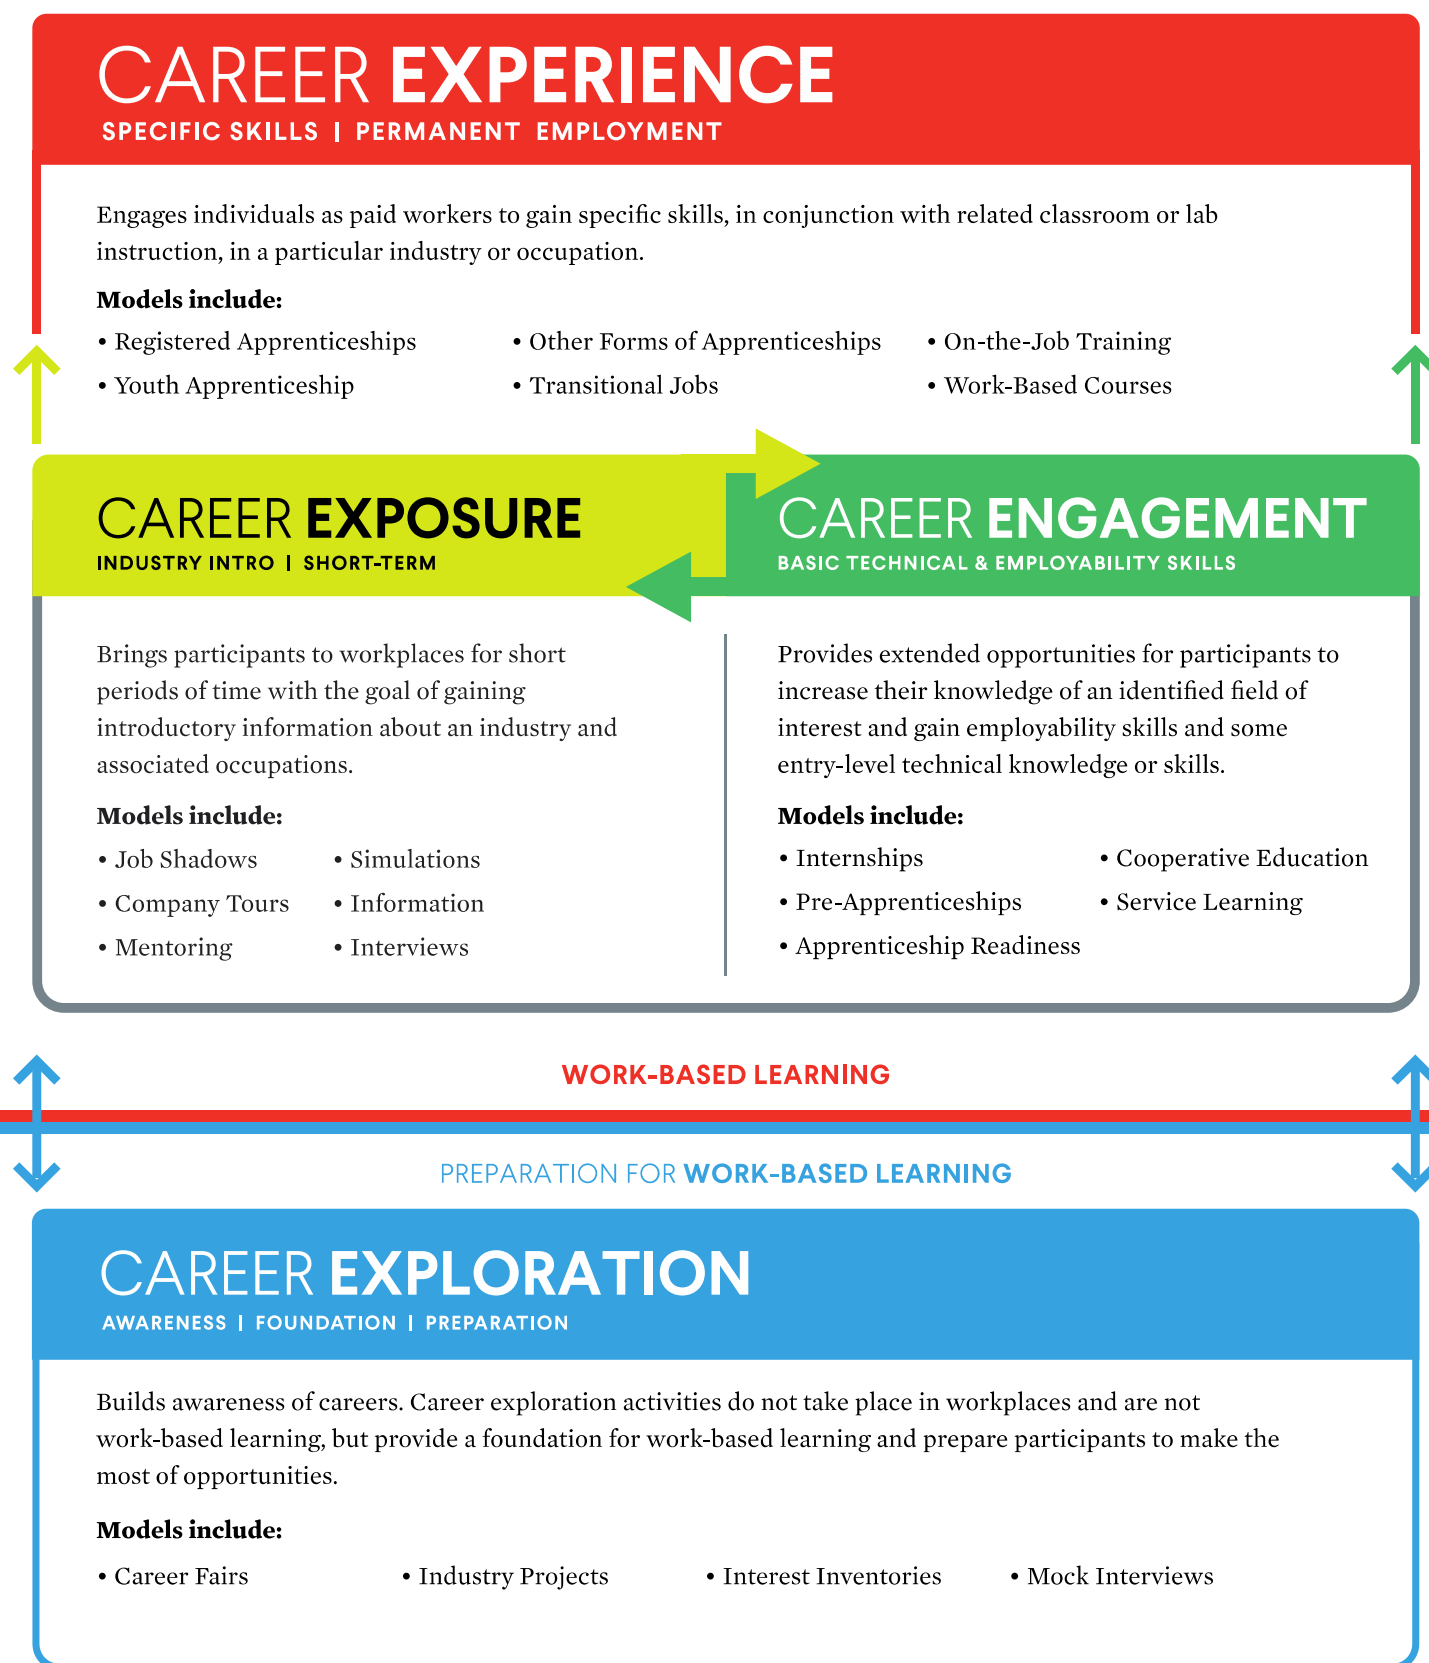 CAREER EXPERIENCE
SPECIFIC SKILLS | PERMANENT EMPLOYMENT
Engages individuals as paid workers to gain specific skills, in conjunction with related classroom or lab
instruction, in a particular industry or occupation.
Models include:
• Registered Apprenticeships
• Youth Apprenticeship
• Other Forms of Apprenticeships
• Transitional Jobs
• On-the-Job Training
• Work-Based Courses
CAREER EXPOSURE
INDUSTRY INTRO | SHORT-TERM
Brings participants to workplaces for short
periods of time with the goal of gaining
introductory information about an industry and
associated occupations.
Models include:
• Job Shadows
• Company Tours
• Mentoring
• Simulations
• Information
• Interviews
CAREER ENGAGEMENT
BASIC TECHNICAL & EMPLOYABILITY SKILLS
Provides extended opportunities for participants to
increase their knowledge of an identified field of
interest and gain employability skills and some
entry-level technical knowledge or skills.
Models include:
• Internships
• Pre-Apprenticeships
• Apprenticeship Readiness
• Cooperative Education
• Service Learning
WORK-BASED LEARNING
PREPARATION FOR WORK-BASED LEARNING
CAREER EXPLORATION
AWARENESS | FOUNDATION | PREPARATION
Builds awareness of careers. Career exploration activities do not take place in workplaces and are not
work-based learning, but provide a foundation for work-based learning and prepare participants to make the
most of opportunities.
Models include:
• Career Fairs
• Industry Projects
• Interest Inventories
• Mock Interviews